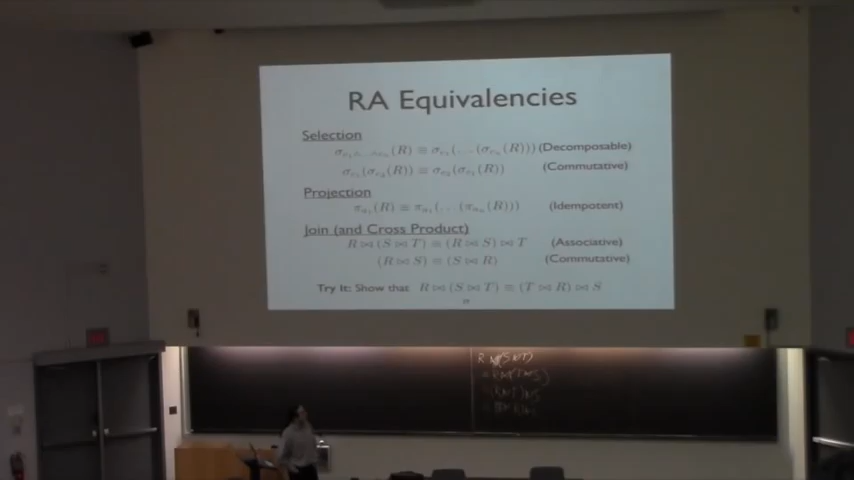 RA Equivalencies
Selection
σc₁∧...∧cₙ(R) ≡ σc₁(...(σcₙ(R))) (Decomposable)
σc₁(σc₂(R)) ≡ σc₂(σc₁(R)) (Commutative)
Projection
πa₁(R) ≡ πa₁(...(πaₙ(R))) (Idempotent)
Join (and Cross Product)
R ⋈ (S ⋈ T) ≡ (R ⋈ S) ⋈ T (Associative)
(R ⋈ S) ≡ (S ⋈ R) (Commutative)
Try It: Show that R ⋈ (S ⋈ T) ≡ (T ⋈ R) ⋈ S
R ⋈(S⋈T)